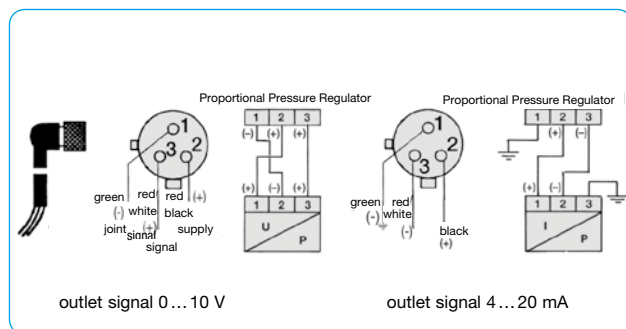 Proportional Pressure Regulator
1 2 3
(–) (+) (+)
1
3 2
green
(–)
joint
red/
white
(+)
signal
signal
red
black
(+)
supply
(+) (–) (+)
1 2 3
U
P
outlet signal 0…10 V
Proportional Pressure Regulator
1 2 3
(+) (–)
1
3 2
green
(–)
red/
white
(–)
black
(+)
(+) (–)
1 2 3
I
P
outlet signal 4…20 mA